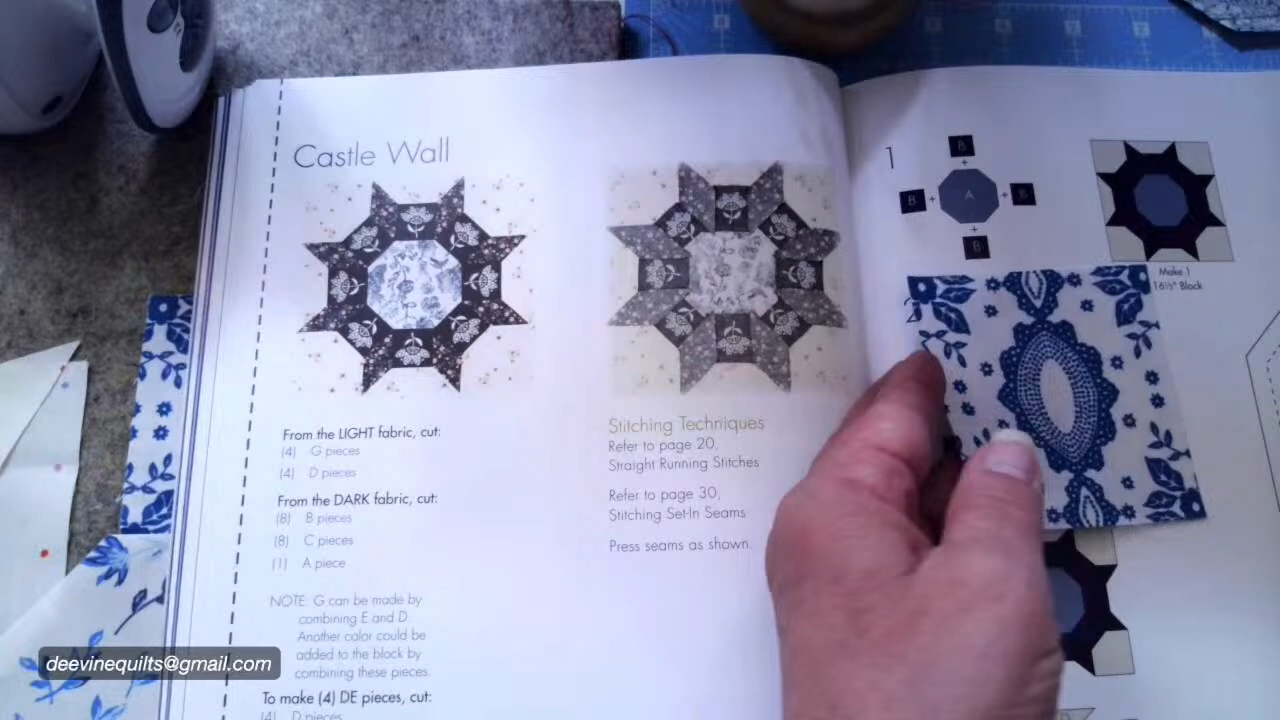 Castle Wall
From the LIGHT fabric, cut:
(4) G pieces
(4) D pieces
From the DARK fabric, cut:
(8) B pieces
(8) C pieces
(1) A piece
NOTE: G can be made by
combining E and D.
Another color could be
added to the block by
combining these pieces.
To make (4) DE pieces, cut:
(4) D pieces
Stitching Techniques
Refer to page 20,
Straight Running Stitches
Refer to page 30,
Stitching Set-In Seams
Press seams as shown.
1
B
+
B + A + B
+
B
Make 1
16½" Block
deevinequilts@gmail.com